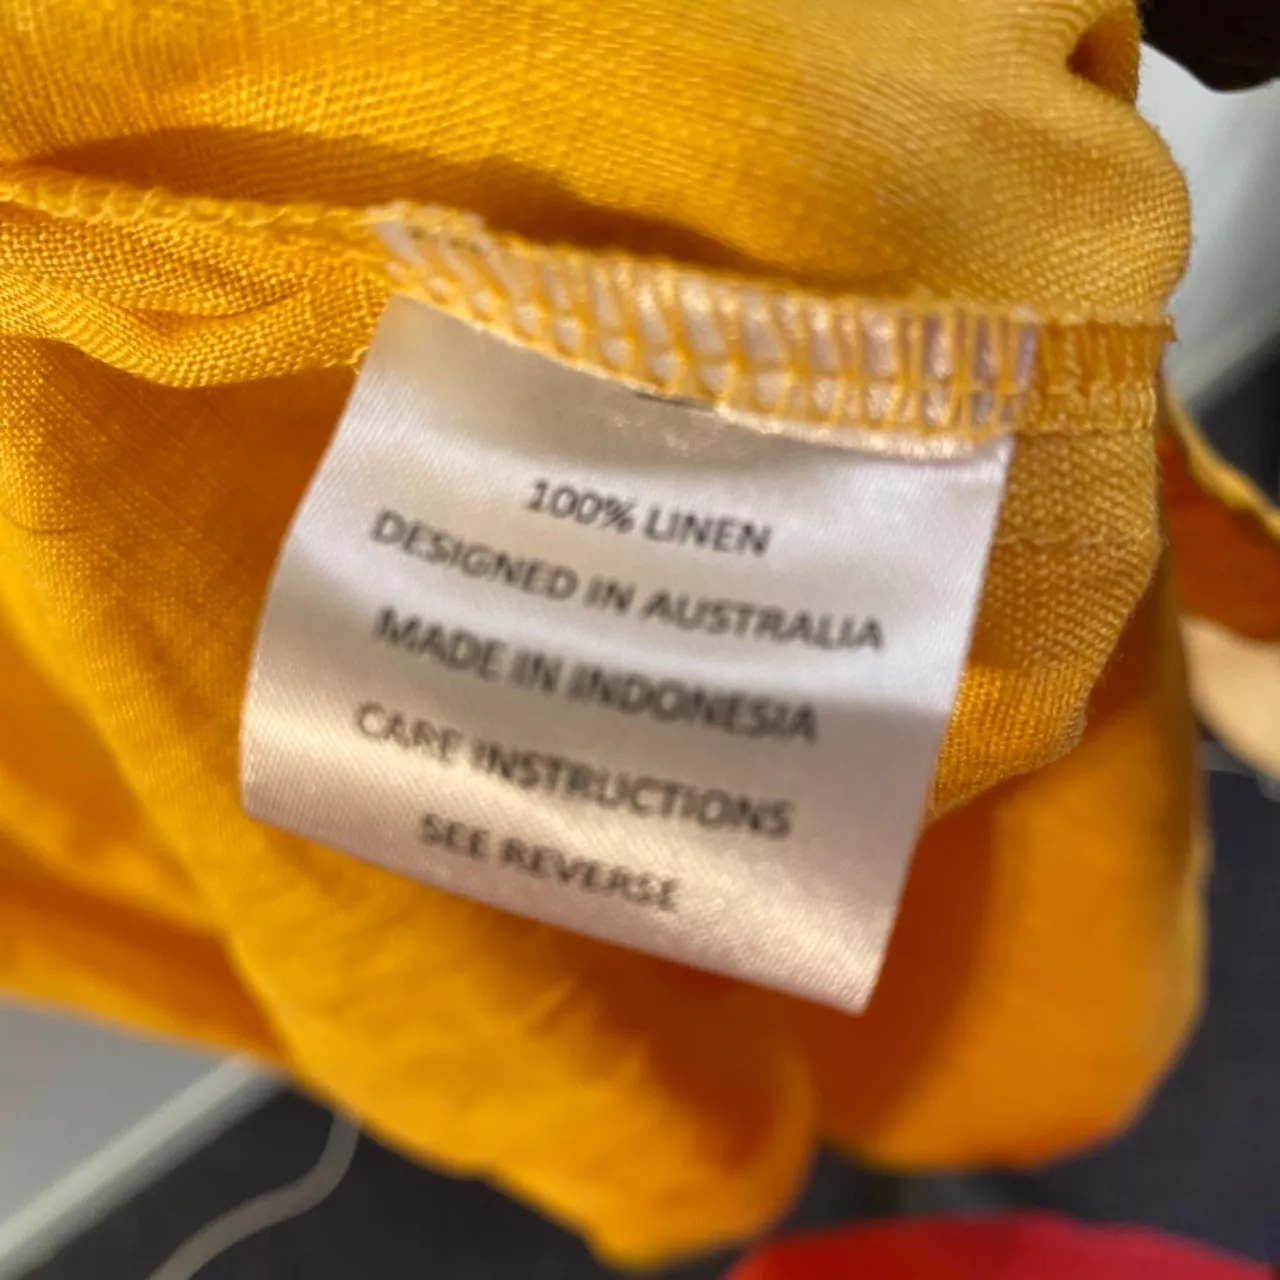 100% LINEN
DESIGNED IN AUSTRALIA
MADE IN INDONESIA
CARE INSTRUCTIONS
SEE REVERSE